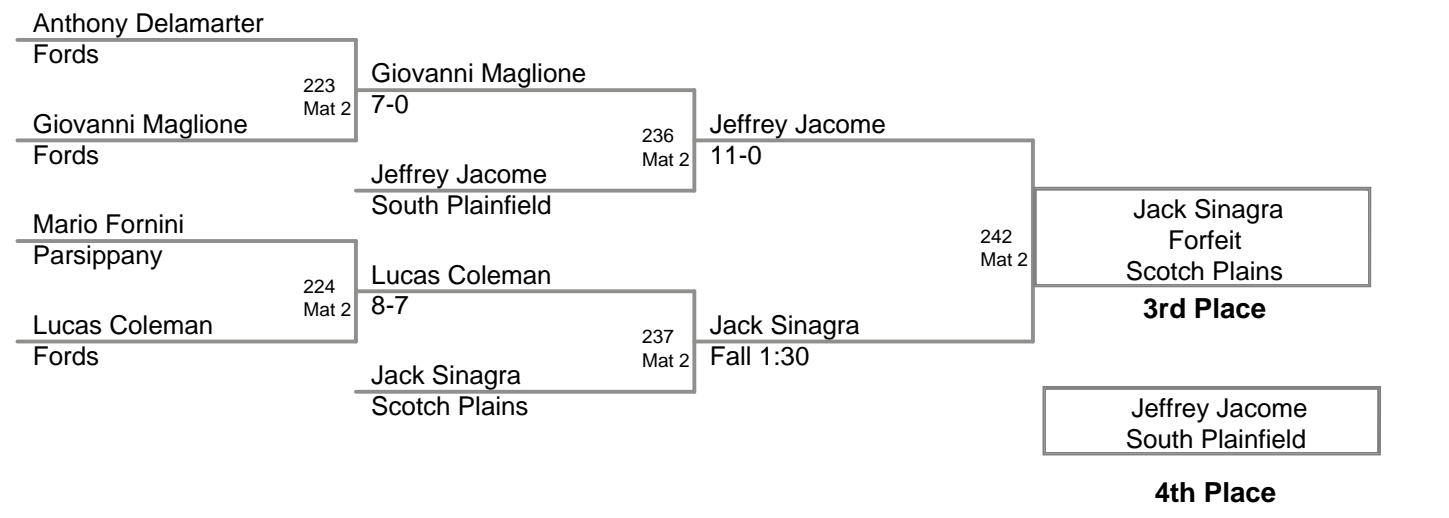 Anthony Delamarter
Fords
223
Mat 2
Giovanni Maglione
Fords
Giovanni Maglione
7-0
236
Mat 2
Jeffrey Jacome
South Plainfield
Mario Fornini
Parsippany
224
Mat 2
Lucas Coleman
Fords
Lucas Coleman
8-7
237
Mat 2
Jack Sinagra
Scotch Plains
Jeffrey Jacome
11-0
242
Mat 2
Jack Sinagra
Fall 1:30
Jack Sinagra
Forfeit
Scotch Plains
3rd Place
Jeffrey Jacome
South Plainfield
4th Place